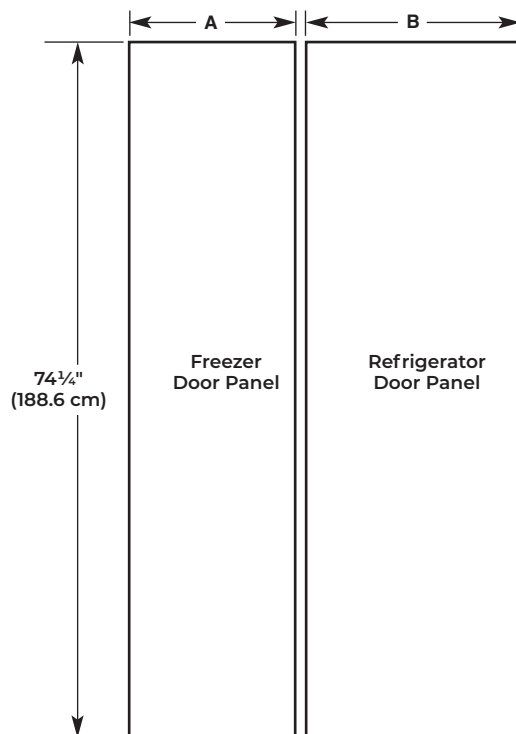 A
B
Freezer
Door Panel
Refrigerator
Door Panel
74¼"
(188.6 cm)